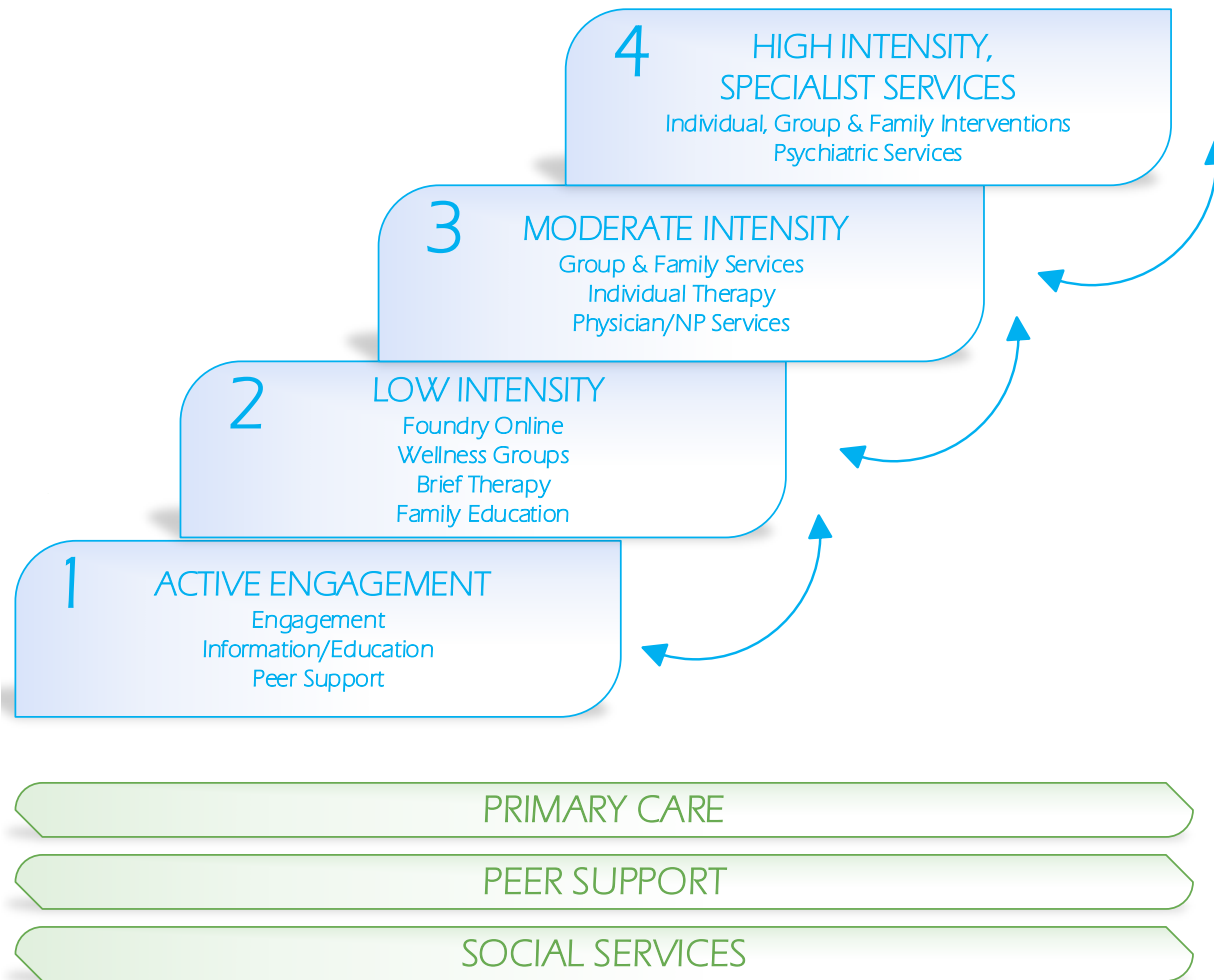 4
HIGH INTENSITY,
SPECIALIST SERVICES
Individual, Group & Family Interventions
Psychiatric Services
3
MODERATE INTENSITY
Group & Family Services
Individual Therapy
Physician/NP Services
2
LOW INTENSITY
Foundry Online
Wellness Groups
Brief Therapy
Family Education
1
ACTIVE ENGAGEMENT
Engagement
Information/Education
Peer Support
PRIMARY CARE
PEER SUPPORT
SOCIAL SERVICES